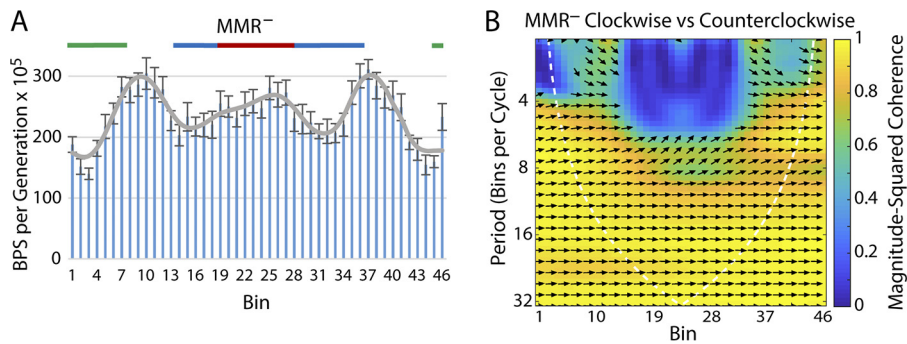 A
MMR⁻
BPS per Generation x 10⁵
300
200
100
0
1 4 7 10 13 16 19 22 25 28 31 34 37 40 43 46
Bin
B
MMR⁻ Clockwise vs Counterclockwise
Period (Bins per Cycle)
4
8
16
32
1 10 19 28 37 46
Bin
1
0.8
0.6
0.4
0.2
0
Magnitude-Squared Coherence